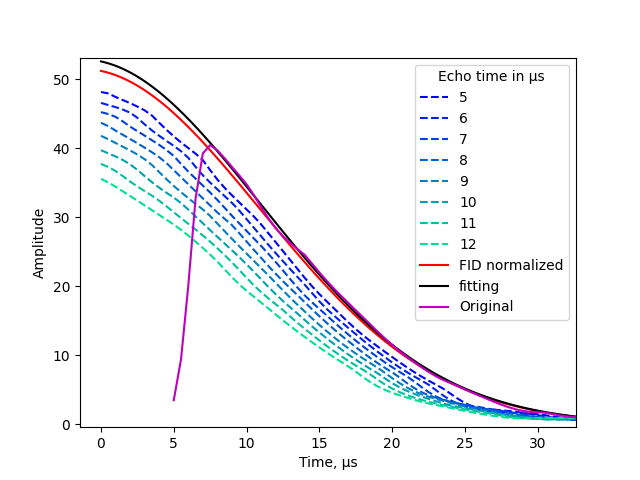 Echo time in μs
5
6
7
8
9
10
11
12
FID normalized
fitting
Original
Amplitude
50
40
30
20
10
0
0 5 10 15 20 25 30
Time, μs